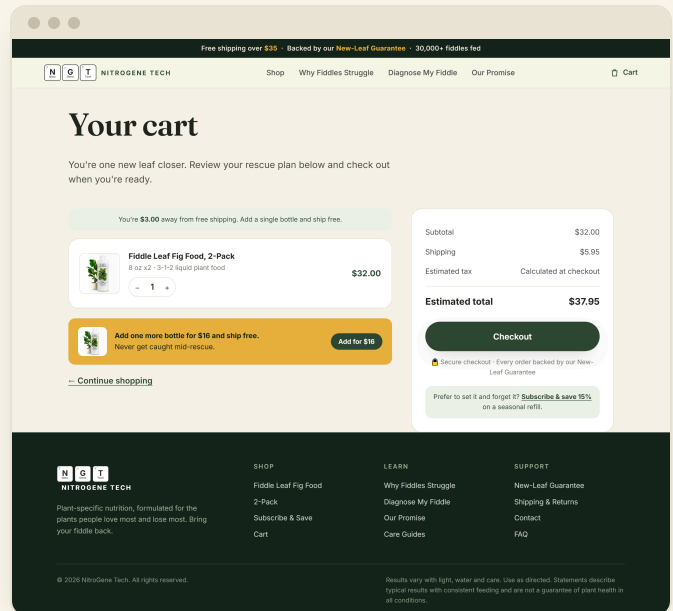 Free shipping over $35 · Backed by our New-Leaf Guarantee · 30,000+ fiddles fed
N G T NITROGENE TECH
Shop Why Fiddles Struggle Diagnose My Fiddle Our Promise
Cart
Your cart
You're one new leaf closer. Review your rescue plan below and check out
when you're ready.
You're $3.00 away from free shipping. Add a single bottle and ship free.
Fiddle Leaf Fig Food, 2-Pack
8 oz x2 · 3-1-2 liquid plant food
− 1 +
$32.00
Add one more bottle for $16 and ship free.
Never get caught mid-rescue.
Add for $16
← Continue shopping
Subtotal $32.00
Shipping $5.95
Estimated tax Calculated at checkout
Estimated total $37.95
Checkout
Secure checkout · Every order backed by our New-
Leaf Guarantee
Prefer to set it and forget it? Subscribe & save 15%
on a seasonal refill.
N G T
NITROGENE TECH
Plant-specific nutrition, formulated for the
plants people love most and lose most. Bring
your fiddle back.
SHOP
Fiddle Leaf Fig Food
2-Pack
Subscribe & Save
Cart
LEARN
Why Fiddles Struggle
Diagnose My Fiddle
Our Promise
Care Guides
SUPPORT
New-Leaf Guarantee
Shipping & Returns
Contact
FAQ
© 2026 NitroGene Tech. All rights reserved.
Results vary with light, water and care. Use as directed. Statements describe
typical results with consistent feeding and are not a guarantee of plant health in
all conditions.